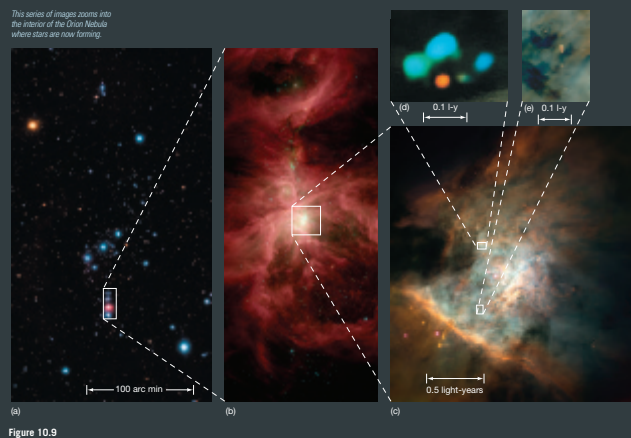 This series of images zooms into
the interior of the Orion Nebula
where stars are now forming.
(d)
0.1 l-y
(e)
0.1 l-y
100 arc min
0.5 light-years
(a)
(b)
(c)
Figure 10.9